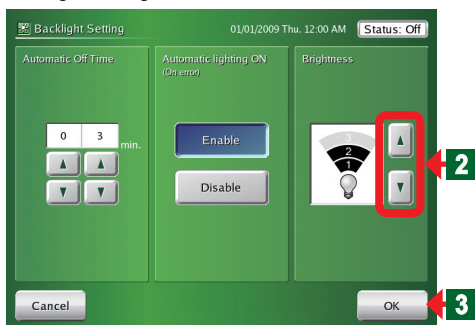 Backlight Setting
01/01/2009 Thu. 12:00 AM
Status: Off
Automatic Off Time
Automatic lighting ON
(On error)
Brightness
0 3 min.
Enable
Disable
3
2
1
2
Cancel
OK
3